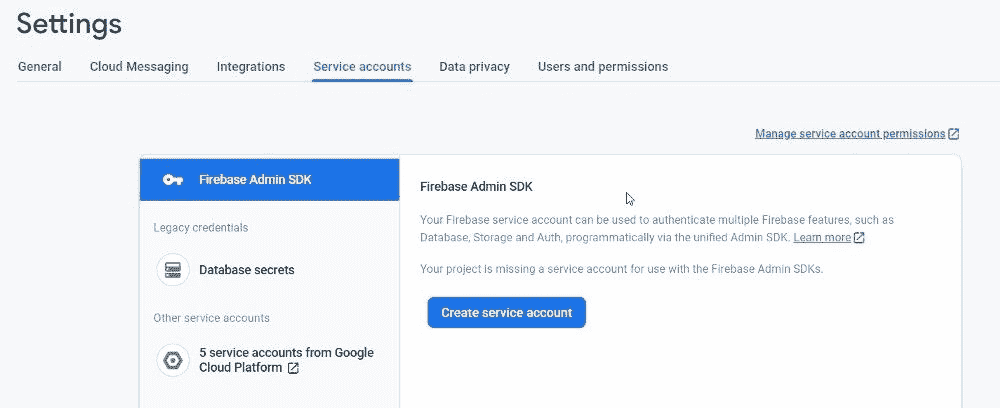 Settings
General Cloud Messaging Integrations Service accounts Data privacy Users and permissions
Manage service account permissions
Firebase Admin SDK
Legacy credentials
Database secrets
Other service accounts
5 service accounts from Google
Cloud Platform
Firebase Admin SDK
Your Firebase service account can be used to authenticate multiple Firebase features, such as
Database, Storage and Auth, programmatically via the unified Admin SDK. Learn more
Your project is missing a service account for use with the Firebase Admin SDKs.
Create service account